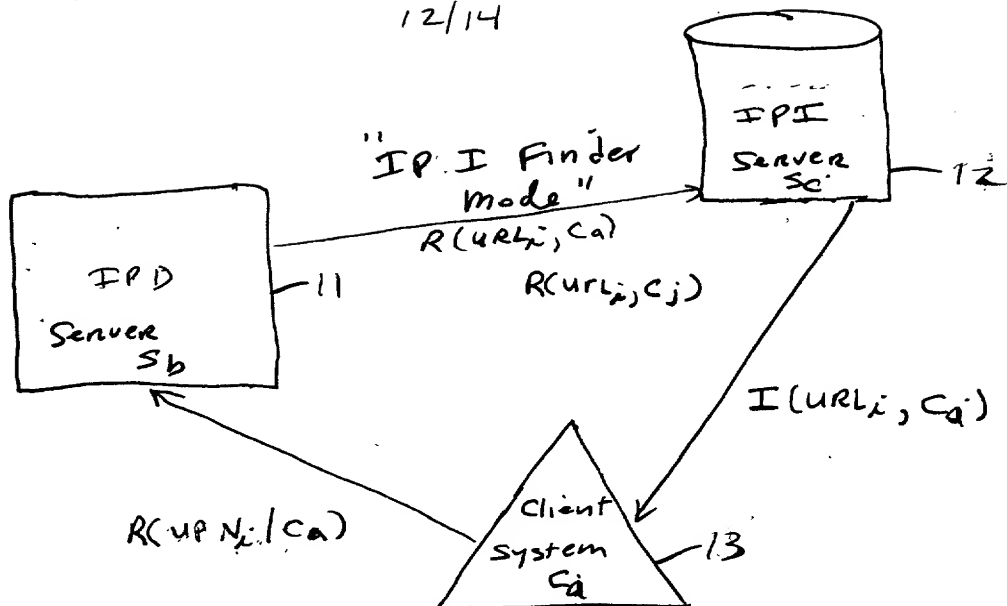 12/14
IPI
Server
Sc
12
"IP.I Finder
mode"
R(URLi, Ca)
R(URLi, Cj)
IPD
Server
Sb
11
I(URLi, Ca)
R(UPNi/Ca)
Client
System
Ca
13